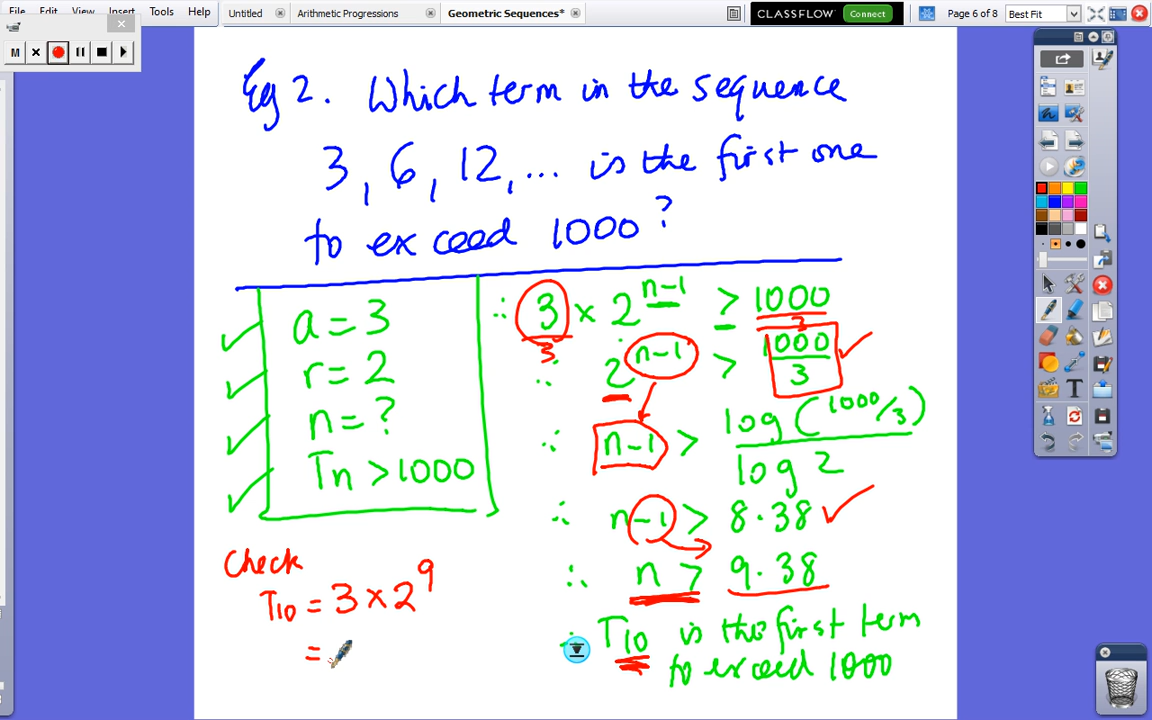 File Edit View Insert Tools Help
Untitled
Arithmetic Progressions
Geometric Sequences*
CLASSFLOW Connect
Page 6 of 8
Best Fit
M
Eg 2. Which term in the sequence
3, 6, 12, ... is the first one
to exceed 1000?
a = 3
r = 2
n = ?
Tn > 1000
∴ 3 × 2^(n-1) > 1000
3 3
∴ 2^(n-1) > 1000/3
∴ n-1 > log(1000/3) / log 2
∴ n-1 > 8.38
∴ n > 9.38
∴ T10 is the first term
to exceed 1000
Check
T10 = 3 × 2^9
=